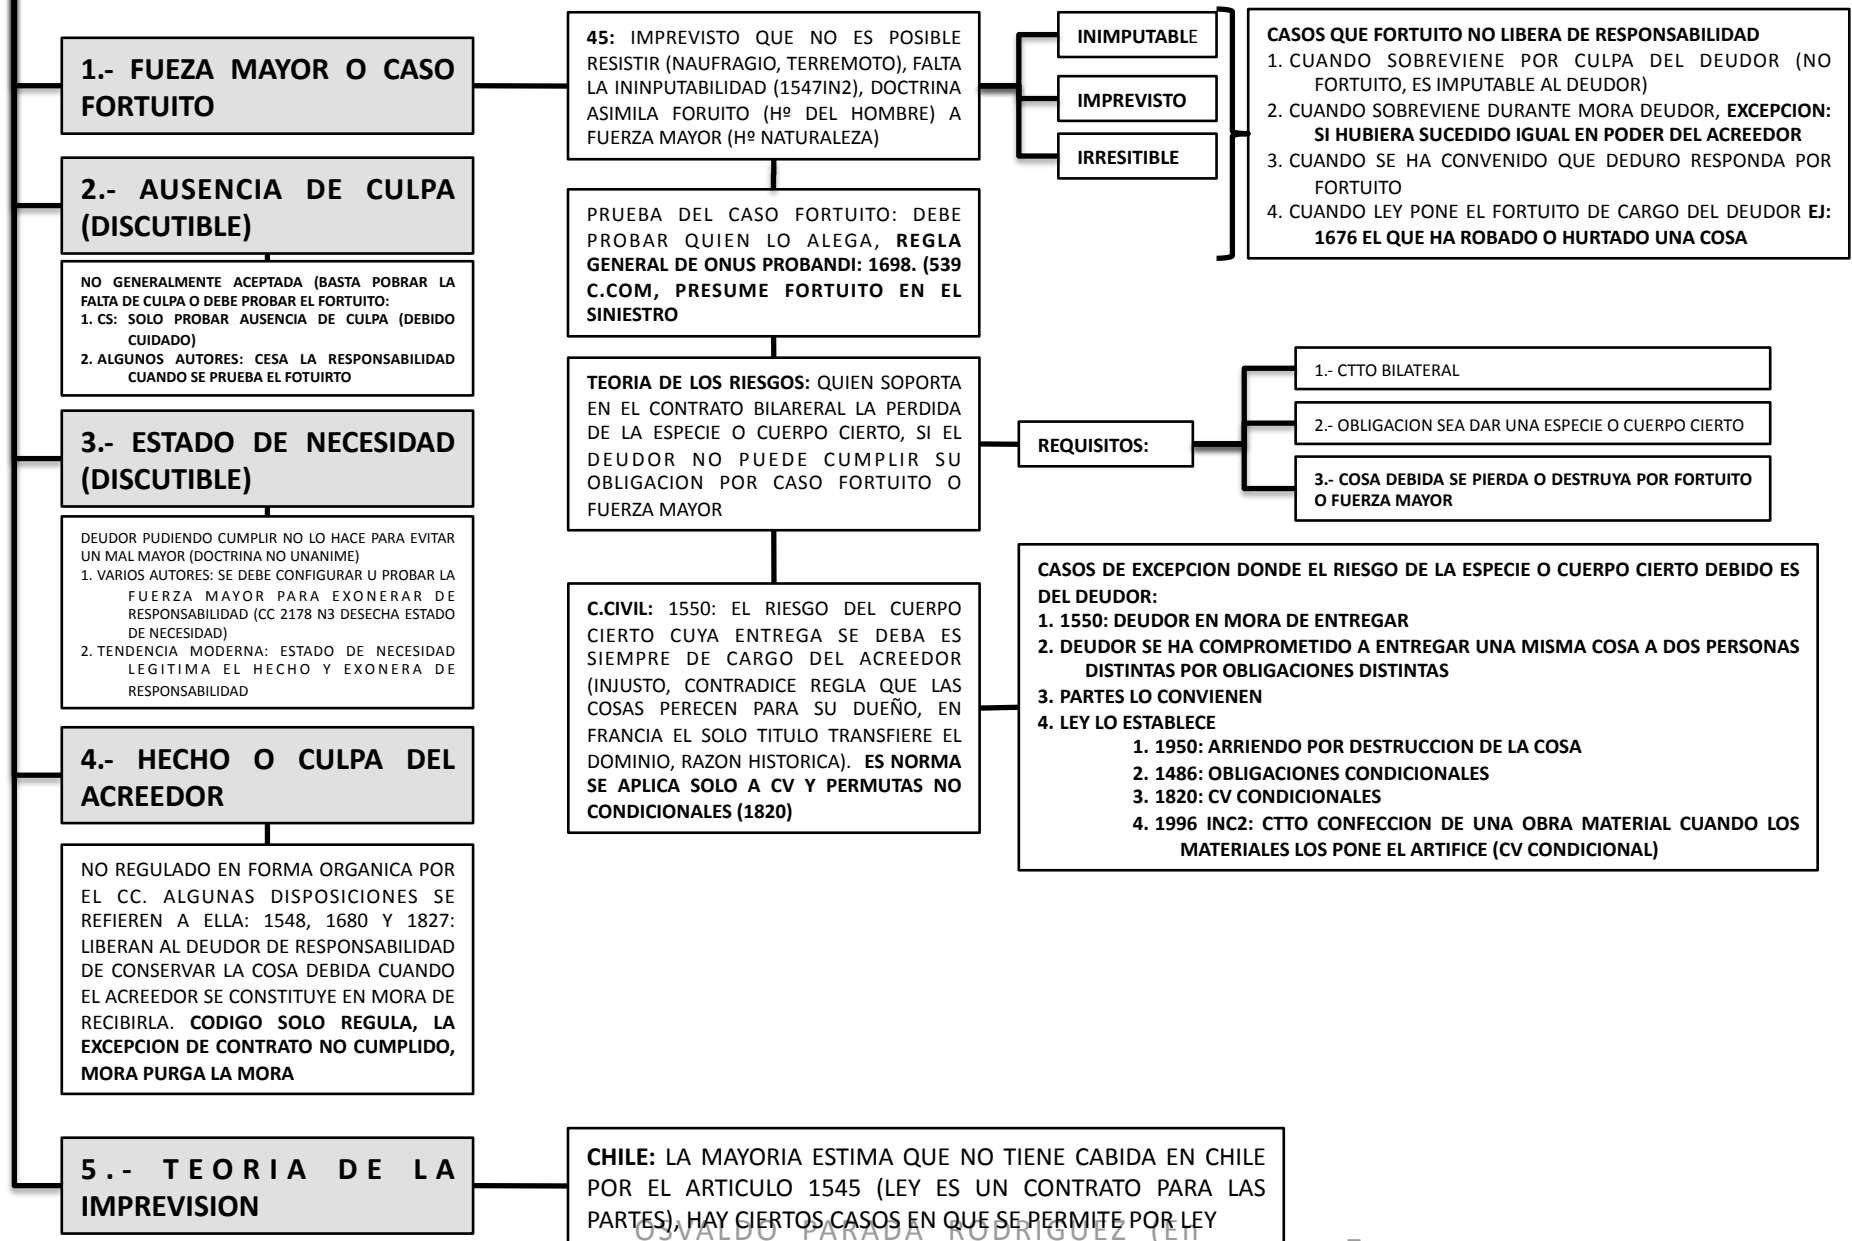 1.- FUEZA MAYOR O CASO
FORTUITO
2.- AUSENCIA DE CULPA
(DISCUTIBLE)
NO GENERALMENTE ACEPTADA (BASTA POBRAR LA
FALTA DE CULPA O DEBE PROBAR EL FORTUITO:
1. CS: SOLO PROBAR AUSENCIA DE CULPA (DEBIDO
CUIDADO)
2. ALGUNOS AUTORES: CESA LA RESPONSABILIDAD
CUANDO SE PRUEBA EL FOTUIRTO
3.- ESTADO DE NECESIDAD
(DISCUTIBLE)
DEUDOR PUDIENDO CUMPLIR NO LO HACE PARA EVITAR
UN MAL MAYOR (DOCTRINA NO UNANIME)
1. VARIOS AUTORES: SE DEBE CONFIGURAR U PROBAR LA
FUERZA MAYOR PARA EXONERAR DE
RESPONSABILIDAD (CC 2178 N3 DESECHA ESTADO
DE NECESIDAD)
2. TENDENCIA MODERNA: ESTADO DE NECESIDAD
LEGITIMA EL HECHO Y EXONERA DE
RESPONSABILIDAD
4.- HECHO O CULPA DEL
ACREEDOR
NO REGULADO EN FORMA ORGANICA POR
EL CC. ALGUNAS DISPOSICIONES SE
REFIEREN A ELLA: 1548, 1680 Y 1827:
LIBERAN AL DEUDOR DE RESPONSABILIDAD
DE CONSERVAR LA COSA DEBIDA CUANDO
EL ACREEDOR SE CONSTITUYE EN MORA DE
RECIBIRLA. CODIGO SOLO REGULA, LA
EXCEPCION DE CONTRATO NO CUMPLIDO,
MORA PURGA LA MORA
5.- TEORIA DE LA
IMPREVISION
45: IMPREVISTO QUE NO ES POSIBLE
RESISTIR (NAUFRAGIO, TERREMOTO), FALTA
LA ININPUTABILIDAD (1547IN2), DOCTRINA
ASIMILA FORUITO (Hº DEL HOMBRE) A
FUERZA MAYOR (Hº NATURALEZA)
PRUEBA DEL CASO FORTUITO: DEBE
PROBAR QUIEN LO ALEGA, REGLA
GENERAL DE ONUS PROBANDI: 1698. (539
C.COM, PRESUME FORTUITO EN EL
SINIESTRO
TEORIA DE LOS RIESGOS: QUIEN SOPORTA
EN EL CONTRATO BILARERAL LA PERDIDA
DE LA ESPECIE O CUERPO CIERTO, SI EL
DEUDOR NO PUEDE CUMPLIR SU
OBLIGACION POR CASO FORTUITO O
FUERZA MAYOR
C.CIVIL: 1550: EL RIESGO DEL CUERPO
CIERTO CUYA ENTREGA SE DEBA ES
SIEMPRE DE CARGO DEL ACREEDOR
(INJUSTO, CONTRADICE REGLA QUE LAS
COSAS PERECEN PARA SU DUEÑO, EN
FRANCIA EL SOLO TITULO TRANSFIERE EL
DOMINIO, RAZON HISTORICA). ES NORMA
SE APLICA SOLO A CV Y PERMUTAS NO
CONDICIONALES (1820)
CHILE: LA MAYORIA ESTIMA QUE NO TIENE CABIDA EN CHILE
POR EL ARTICULO 1545 (LEY ES UN CONTRATO PARA LAS
PARTES), HAY CIERTOS CASOS EN QUE SE PERMITE POR LEY
OSVALDO PARADA RODRIGUEZ (En
INIMPUTABLE
IMPREVISTO
IRRESITIBLE
CASOS QUE FORTUITO NO LIBERA DE RESPONSABILIDAD
1. CUANDO SOBREVIENE POR CULPA DEL DEUDOR (NO
FORTUITO, ES IMPUTABLE AL DEUDOR)
2. CUANDO SOBREVIENE DURANTE MORA DEUDOR, EXCEPCION:
SI HUBIERA SUCEDIDO IGUAL EN PODER DEL ACREEDOR
3. CUANDO SE HA CONVENIDO QUE DEDURO RESPONDA POR
FORTUITO
4. CUANDO LEY PONE EL FORTUITO DE CARGO DEL DEUDOR EJ:
1676 EL QUE HA ROBADO O HURTADO UNA COSA
REQUISITOS:
1.- CTTO BILATERAL
2.- OBLIGACION SEA DAR UNA ESPECIE O CUERPO CIERTO
3.- COSA DEBIDA SE PIERDA O DESTRUYA POR FORTUITO
O FUERZA MAYOR
CASOS DE EXCEPCION DONDE EL RIESGO DE LA ESPECIE O CUERPO CIERTO DEBIDO ES
DEL DEUDOR:
1. 1550: DEUDOR EN MORA DE ENTREGAR
2. DEUDOR SE HA COMPROMETIDO A ENTREGAR UNA MISMA COSA A DOS PERSONAS
DISTINTAS POR OBLIGACIONES DISTINTAS
3. PARTES LO CONVIENEN
4. LEY LO ESTABLECE
1. 1950: ARRIENDO POR DESTRUCCION DE LA COSA
2. 1486: OBLIGACIONES CONDICIONALES
3. 1820: CV CONDICIONALES
4. 1996 INC2: CTTO CONFECCION DE UNA OBRA MATERIAL CUANDO LOS
MATERIALES LOS PONE EL ARTIFICE (CV CONDICIONAL)